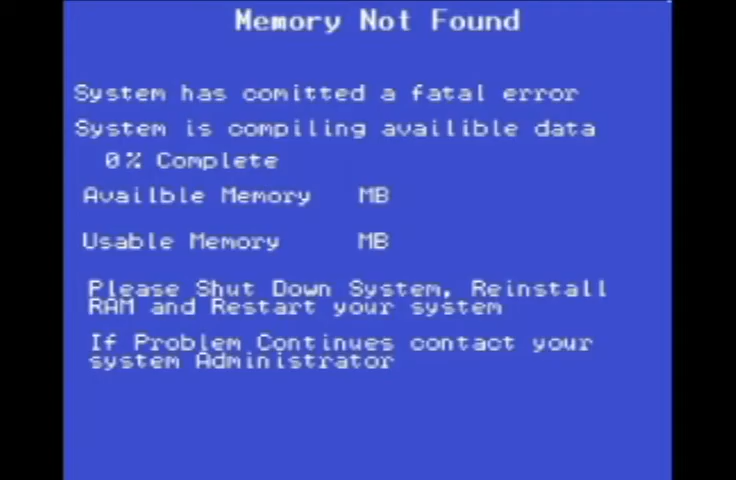 Memory Not Found
System has comitted a fatal error
System is compiling availible data
0% Complete
Availble Memory MB
Usable Memory MB
Please Shut Down System, Reinstall
RAM and Restart your system
If Problem Continues contact your
system Administrator